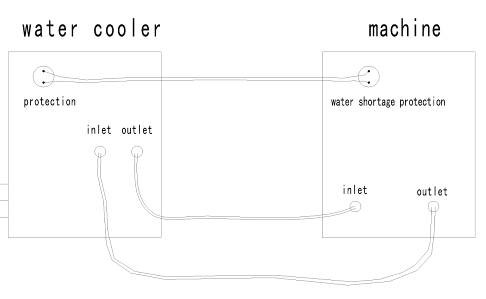 water cooler
machine
protection
water shortage protection
inlet
outlet
inlet
outlet